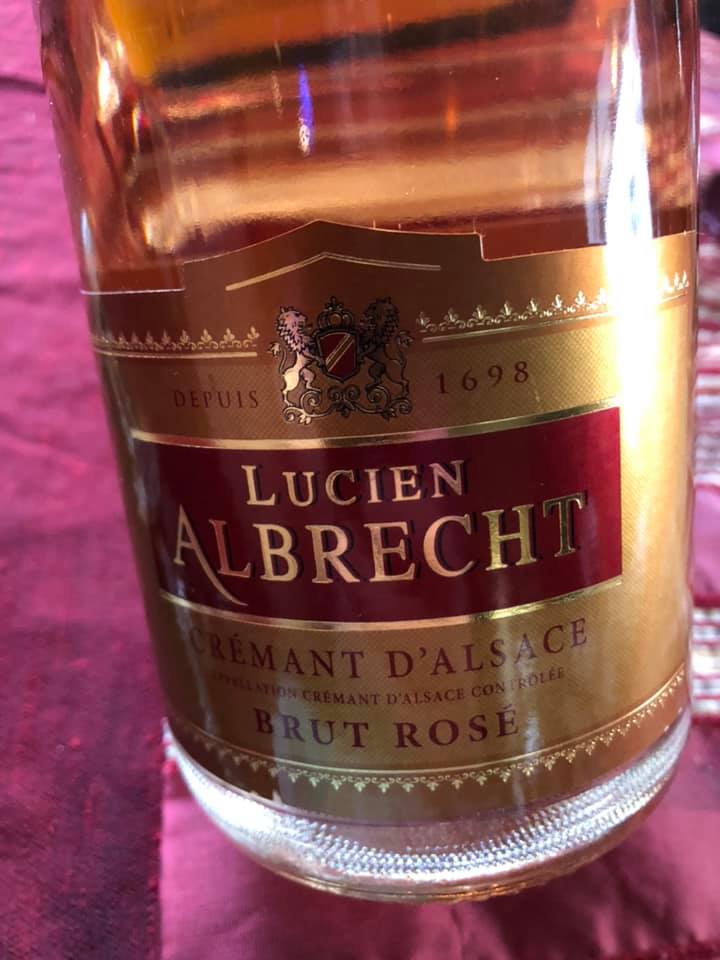 DEPUIS 1698
LUCIEN
ALBRECHT
CRÉMANT D'ALSACE
APPELLATION CRÉMANT D'ALSACE CONTRÔLÉE
BRUT ROSÉ